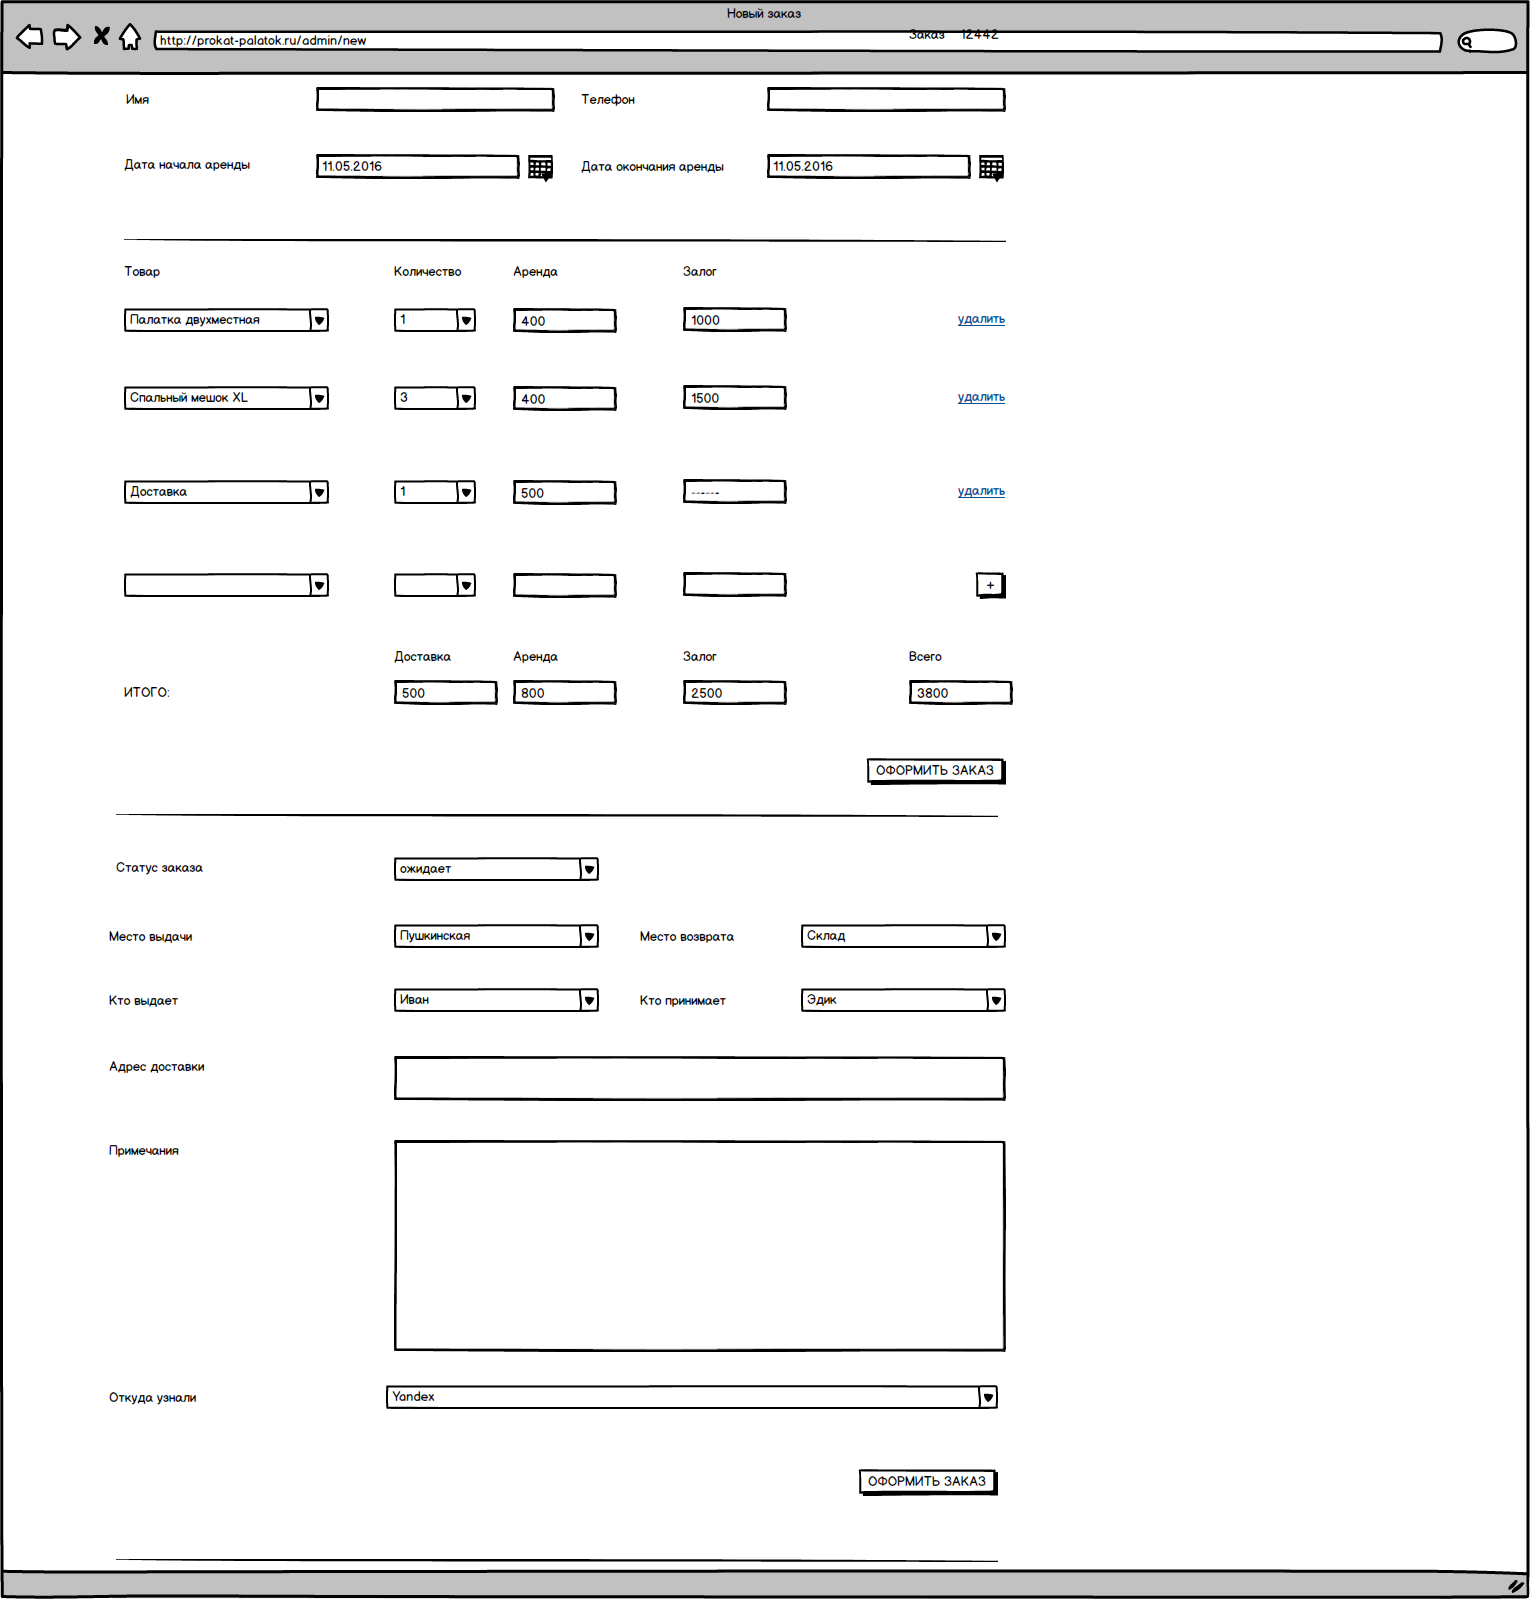 Новый заказ
Заказ 12442
http://prokat-palatok.ru/admin/new
Имя Телефон
Дата начала аренды 11.05.2016 Дата окончания аренды 11.05.2016
Товар Количество Аренда Залог
Палатка двухместная 1 400 1000 удалить
Спальный мешок XL 3 400 1500 удалить
Доставка 1 500 ------ удалить
+
Доставка Аренда Залог Всего
ИТОГО: 500 800 2500 3800
ОФОРМИТЬ ЗАКАЗ
Статус заказа ожидает
Место выдачи Пушкинская Место возврата Склад
Кто выдает Иван Кто принимает Эдик
Адрес доставки
Примечания
Откуда узнали Yandex
ОФОРМИТЬ ЗАКАЗ